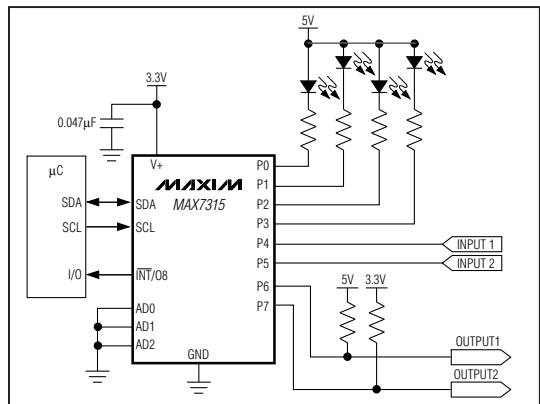 5V
3.3V
0.047µF
µC
V+
MAXIM
MAX7315
SDA
SCL
I/O
SDA
SCL
INT/O8
AD0
AD1
AD2
GND
P0
P1
P2
P3
P4
P5
P6
P7
INPUT 1
INPUT 2
5V 3.3V
OUTPUT1
OUTPUT2